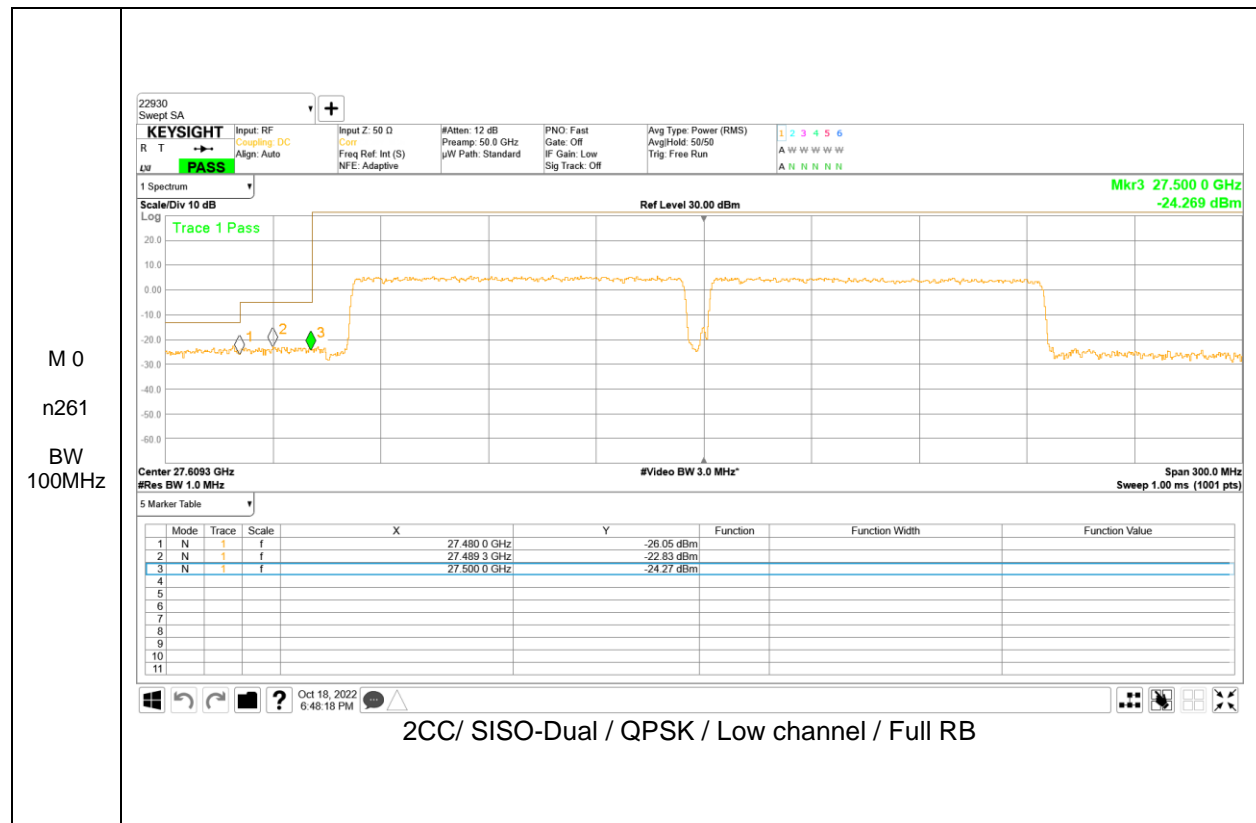 M 0
n261
BW
100MHz
22930
Swept SA
+
KEYSIGHT
R T
LXI
PASS
Input: RF
Coupling: DC
Align: Auto
Input Z: 50 Ω
Corr
Freq Ref: Int (S)
NFE: Adaptive
#Atten: 12 dB
Preamp: 50.0 GHz
µW Path: Standard
PNO: Fast
Gate: Off
IF Gain: Low
Sig Track: Off
Avg Type: Power (RMS)
Avg|Hold: 50/50
Trig: Free Run
1 2 3 4 5 6
A W W W W W
A N N N N N
1 Spectrum
Mkr3 27.500 0 GHz
Scale/Div 10 dB
Ref Level 30.00 dBm
-24.269 dBm
Log
Trace 1 Pass
20.0
10.0
0.00
-10.0
-20.0
-30.0
-40.0
-50.0
-60.0
1
2
3
Center 27.6093 GHz
#Video BW 3.0 MHz*
Span 300.0 MHz
#Res BW 1.0 MHz
Sweep 1.00 ms (1001 pts)
5 Marker Table
Mode Trace Scale X Y Function Function Width Function Value
1 N 1 f 27.480 0 GHz -26.05 dBm
2 N 1 f 27.489 3 GHz -22.83 dBm
3 N 1 f 27.500 0 GHz -24.27 dBm
4
5
6
7
8
9
10
11
?
Oct 18, 2022
6:48:18 PM
2CC/ SISO-Dual / QPSK / Low channel / Full RB